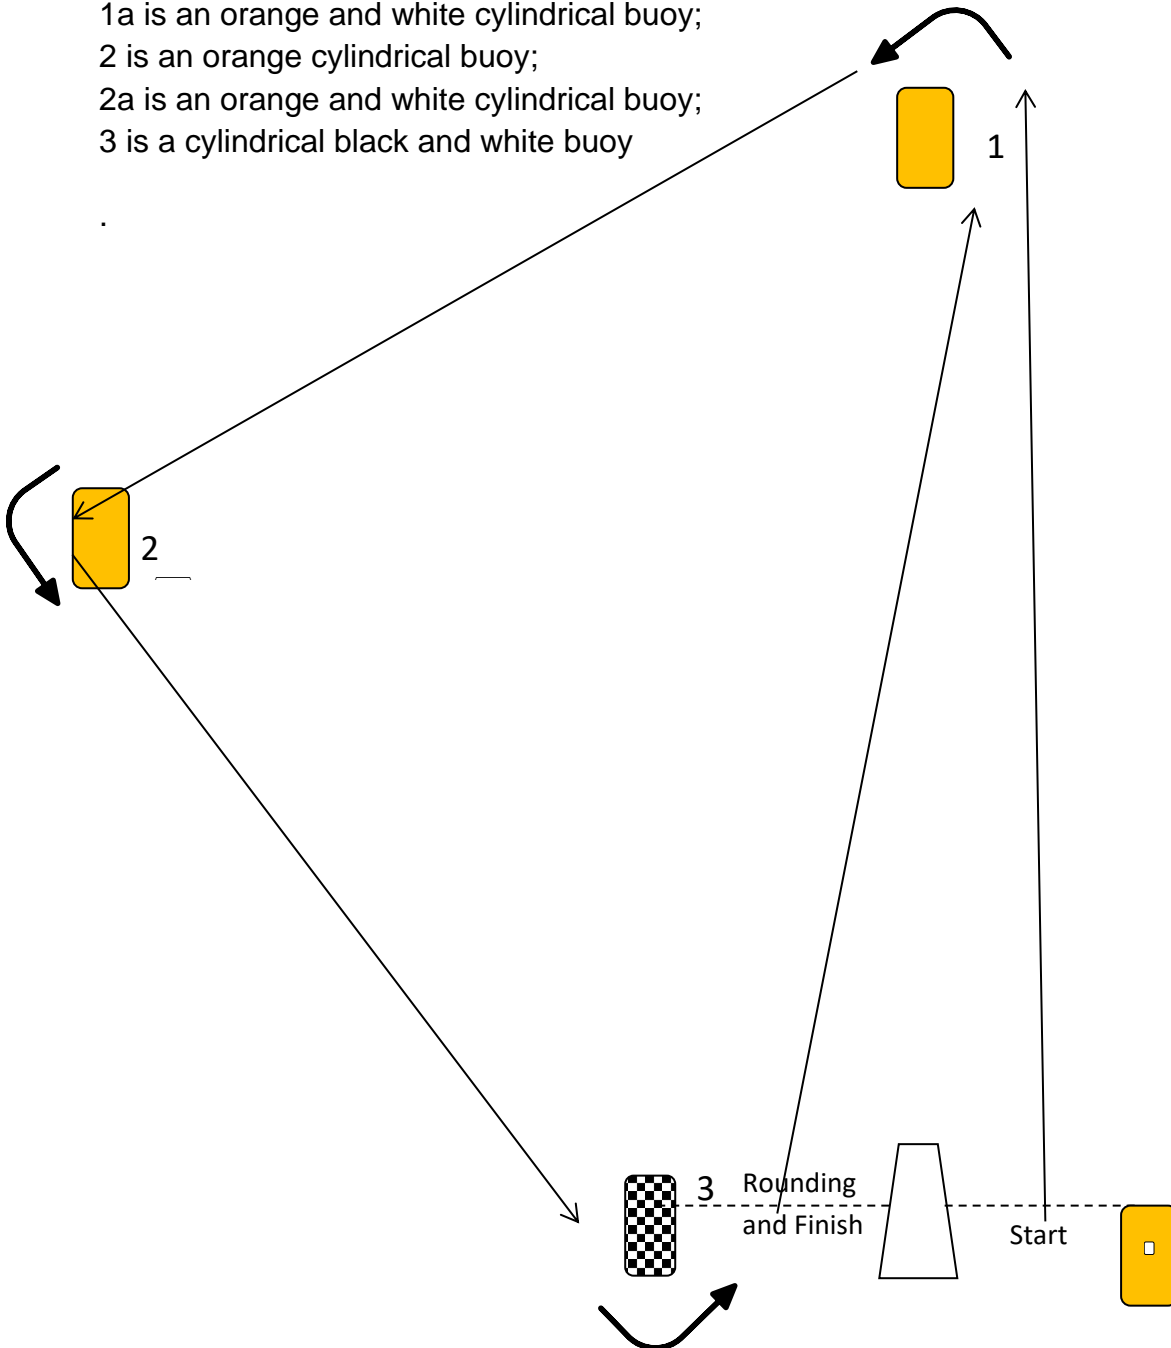 1a is an orange and white cylindrical buoy;
2 is an orange cylindrical buoy;
2a is an orange and white cylindrical buoy;
3 is a cylindrical black and white buoy
1
.
2
3
Rounding
and Finish
Start